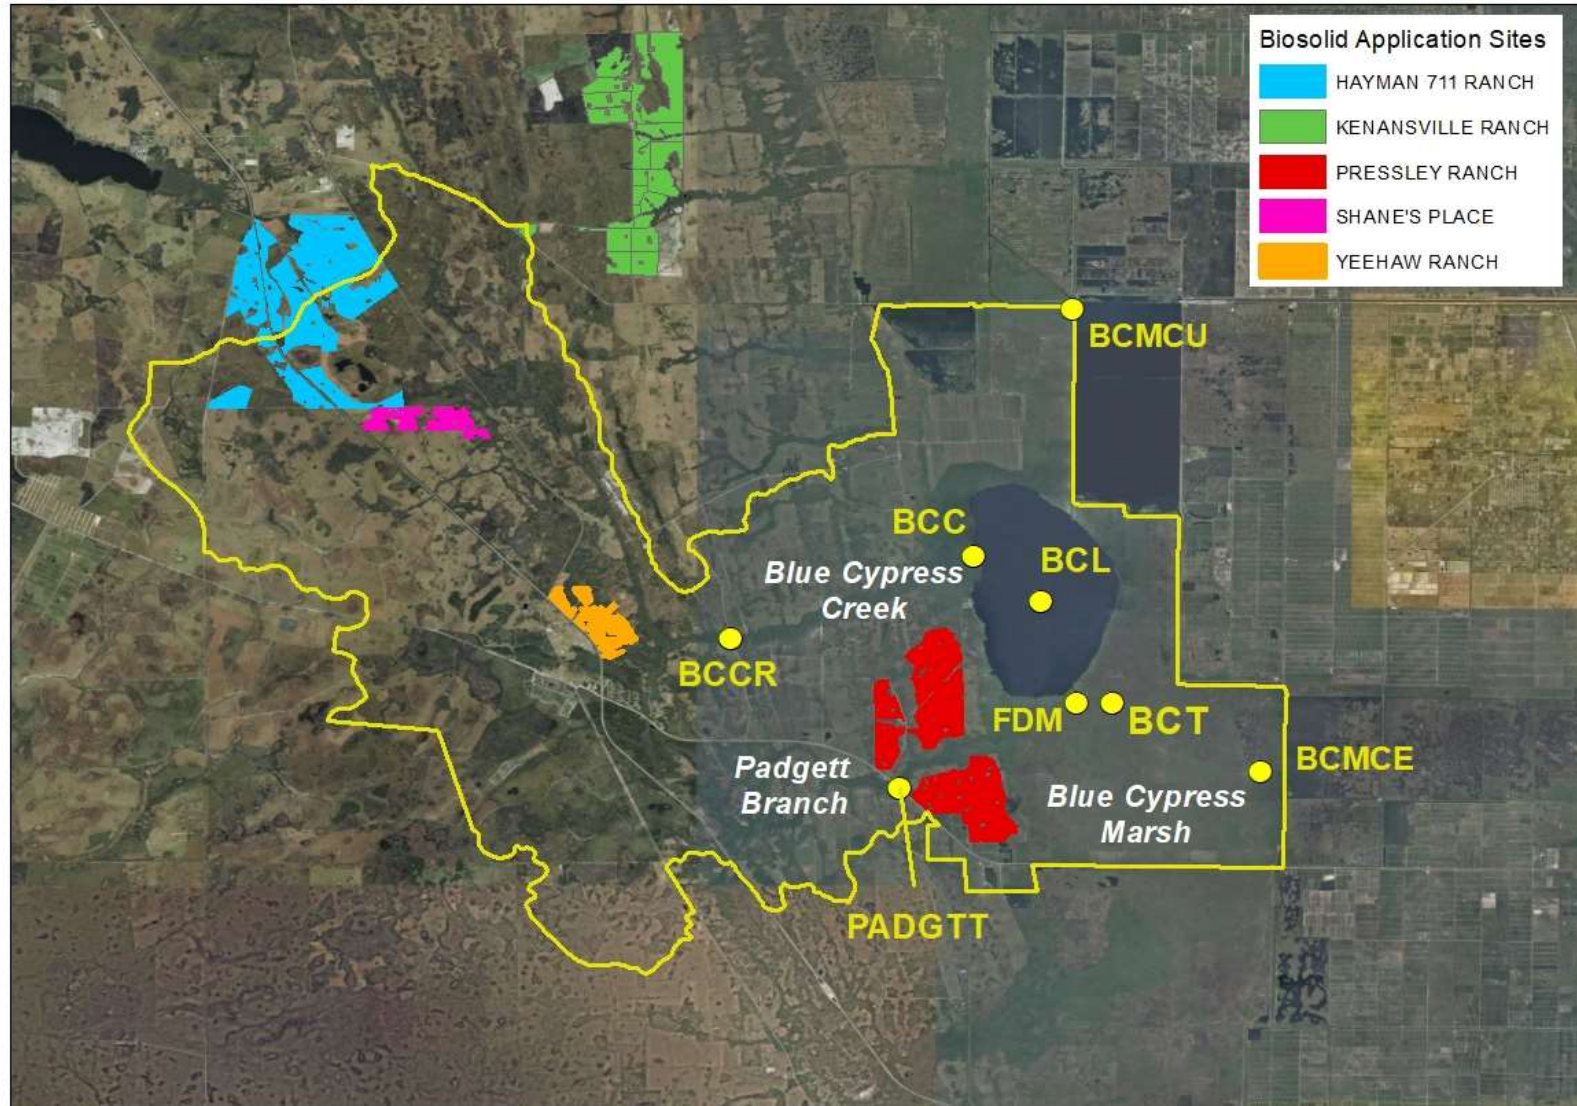 Biosolid Application Sites
HAYMAN 711 RANCH
KENANSVILLE RANCH
PRESSLEY RANCH
SHANE'S PLACE
YEEHAW RANCH
BCMCU
BCC
BCL
Blue Cypress
Creek
BCCR
FDM
BCT
BCMCE
Padgett
Branch
Blue Cypress
Marsh
PADGTT